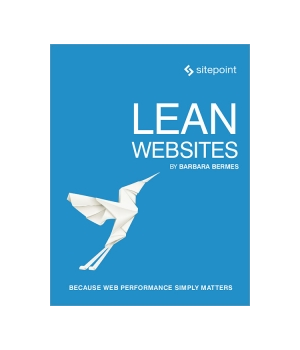 sitepoint
LEAN
WEBSITES
BY BARBARA BERMES
BECAUSE WEB PERFORMANCE SIMPLY MATTERS